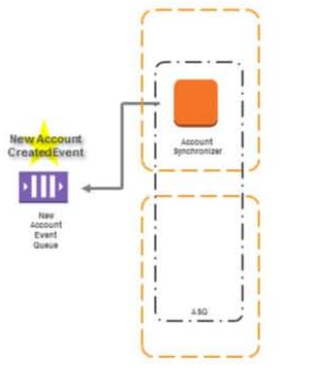 New Account
CreatedEvent
New
Account
Event
Queue
Account
Synchronizer
ASG